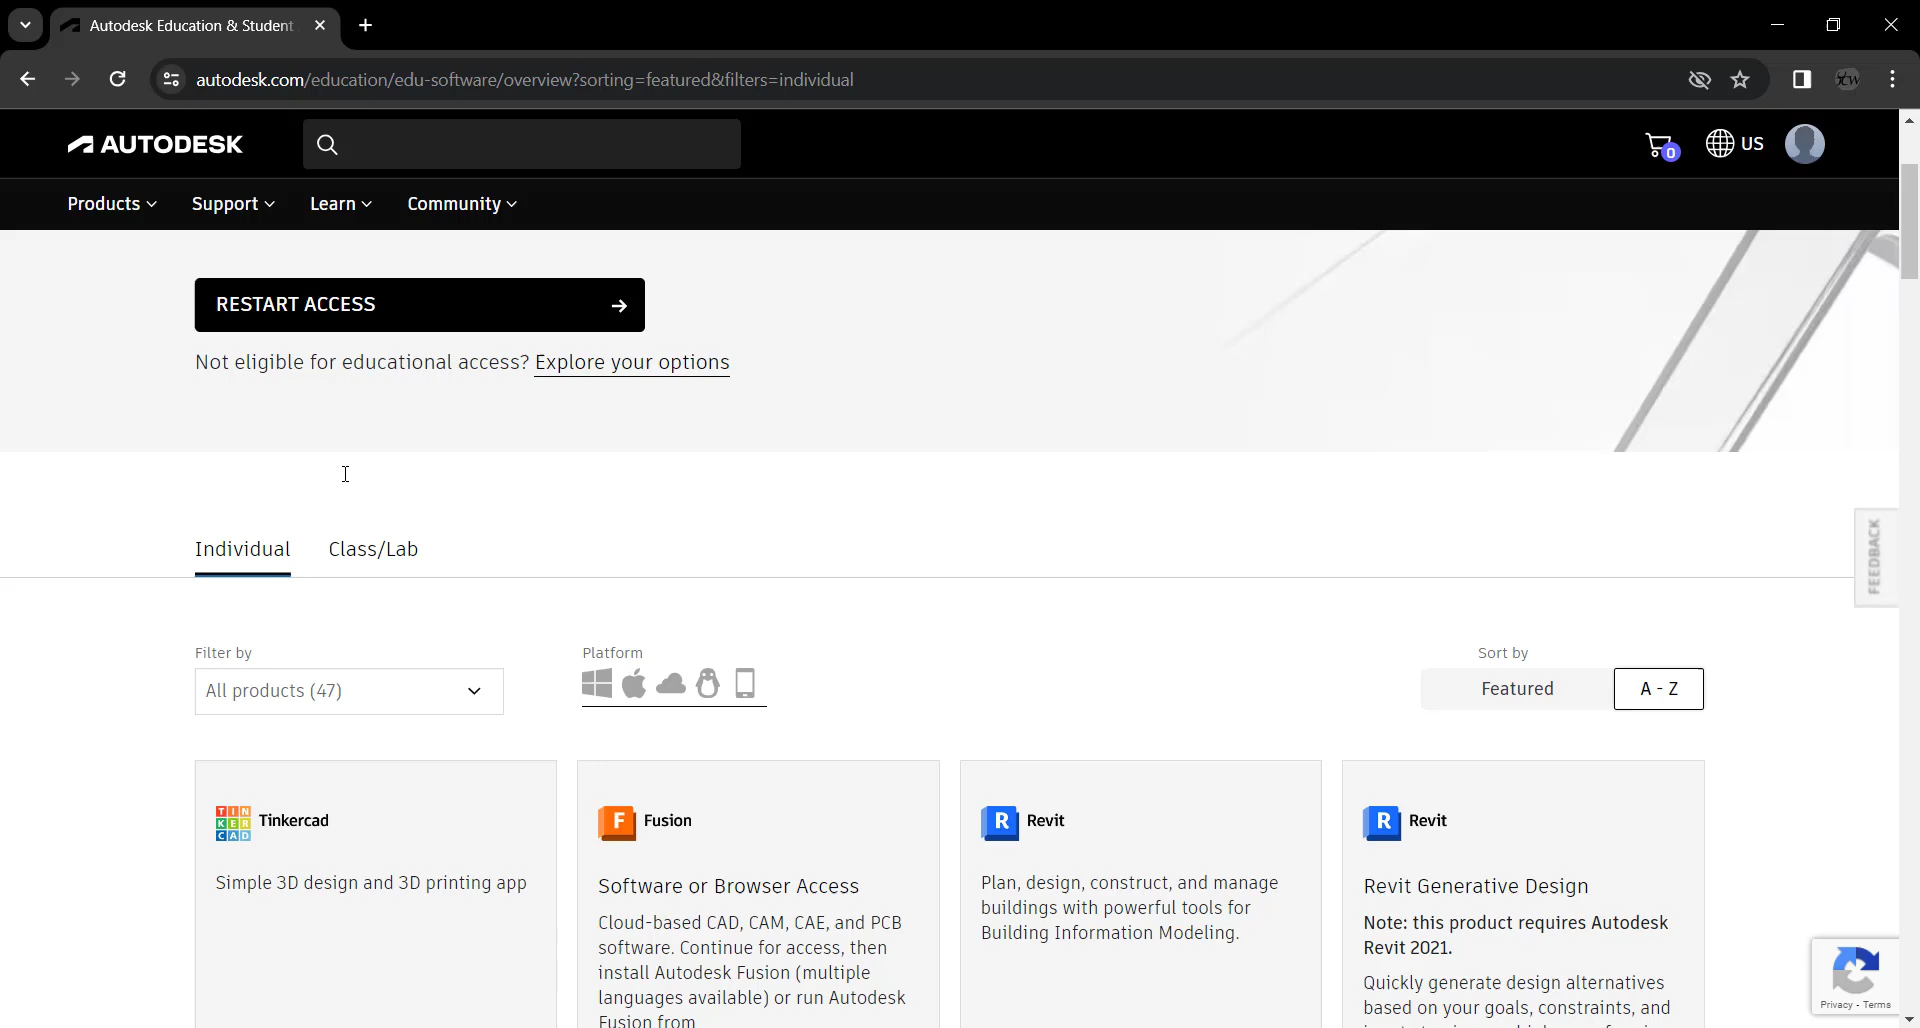 Autodesk Education & Student
autodesk.com/education/edu-software/overview?sorting=featured&filters=individual
AUTODESK
0
US
Products
Support
Learn
Community
RESTART ACCESS
Not eligible for educational access? Explore your options
Individual
Class/Lab
FEEDBACK
Filter by
All products (47)
Platform
Sort by
Featured
A - Z
TIN
KER
CAD
Tinkercad
Simple 3D design and 3D printing app
F
Fusion
Software or Browser Access
Cloud-based CAD, CAM, CAE, and PCB
software. Continue for access, then
install Autodesk Fusion (multiple
languages available) or run Autodesk
Fusion from
R
Revit
Plan, design, construct, and manage
buildings with powerful tools for
Building Information Modeling.
R
Revit
Revit Generative Design
Note: this product requires Autodesk
Revit 2021.
Quickly generate design alternatives
based on your goals, constraints, and
Privacy - Terms